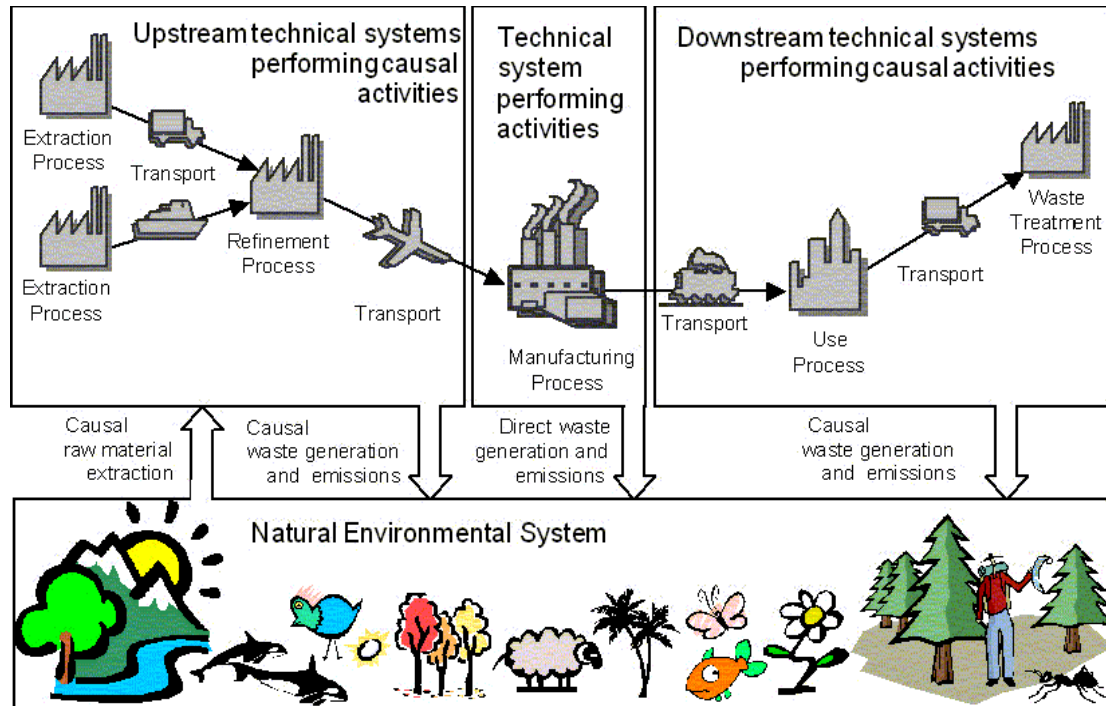 Upstream technical systems
performing causal
activities
Extraction
Process
Transport
Extraction
Process
Refinement
Process
Transport
Technical
system
performing
activities
Manufacturing
Process
Downstream technical systems
performing causal activities
Transport
Use
Process
Transport
Waste
Treatment
Process
Causal
raw material
extraction
Causal
waste generation
and emissions
Direct waste
generation and
emissions
Causal
waste generation
and emissions
Natural Environmental System